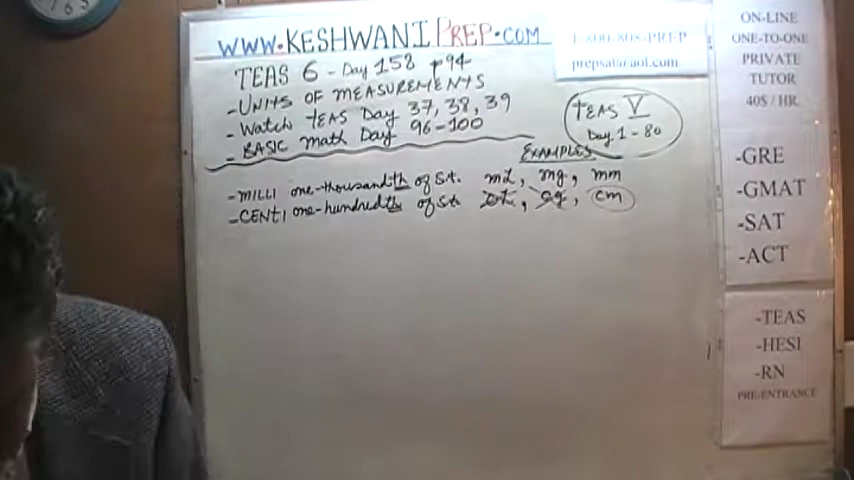 www.KESHWANIPREP.COM
1-800-808-PREP
prepsat@aol.com
TEAS 6 - Day 158 p94
- UNITS OF MEASUREMENTS
- Watch TEAS Day 37, 38, 39
- BASIC math Day 96-100
TEAS V
Day 1-80
EXAMPLES
- MILLI one-thousandth of s.t. mL, mg, mm
- CENTI one-hundredth of s.t. cL, cg, cm
ON-LINE
ONE-TO-ONE
PRIVATE
TUTOR
40$ / HR.
-GRE
-GMAT
-SAT
-ACT
-TEAS
-HESI
-RN
PRE-ENTRANCE